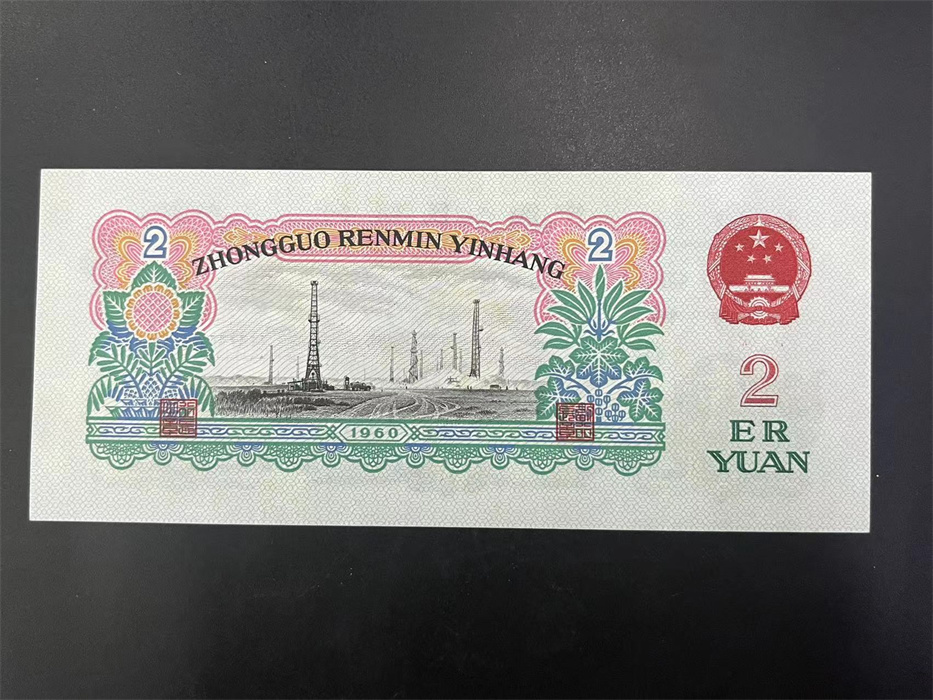 2
2
ZHONGGUO RENMIN YINHANG
1960
2
ER
YUAN